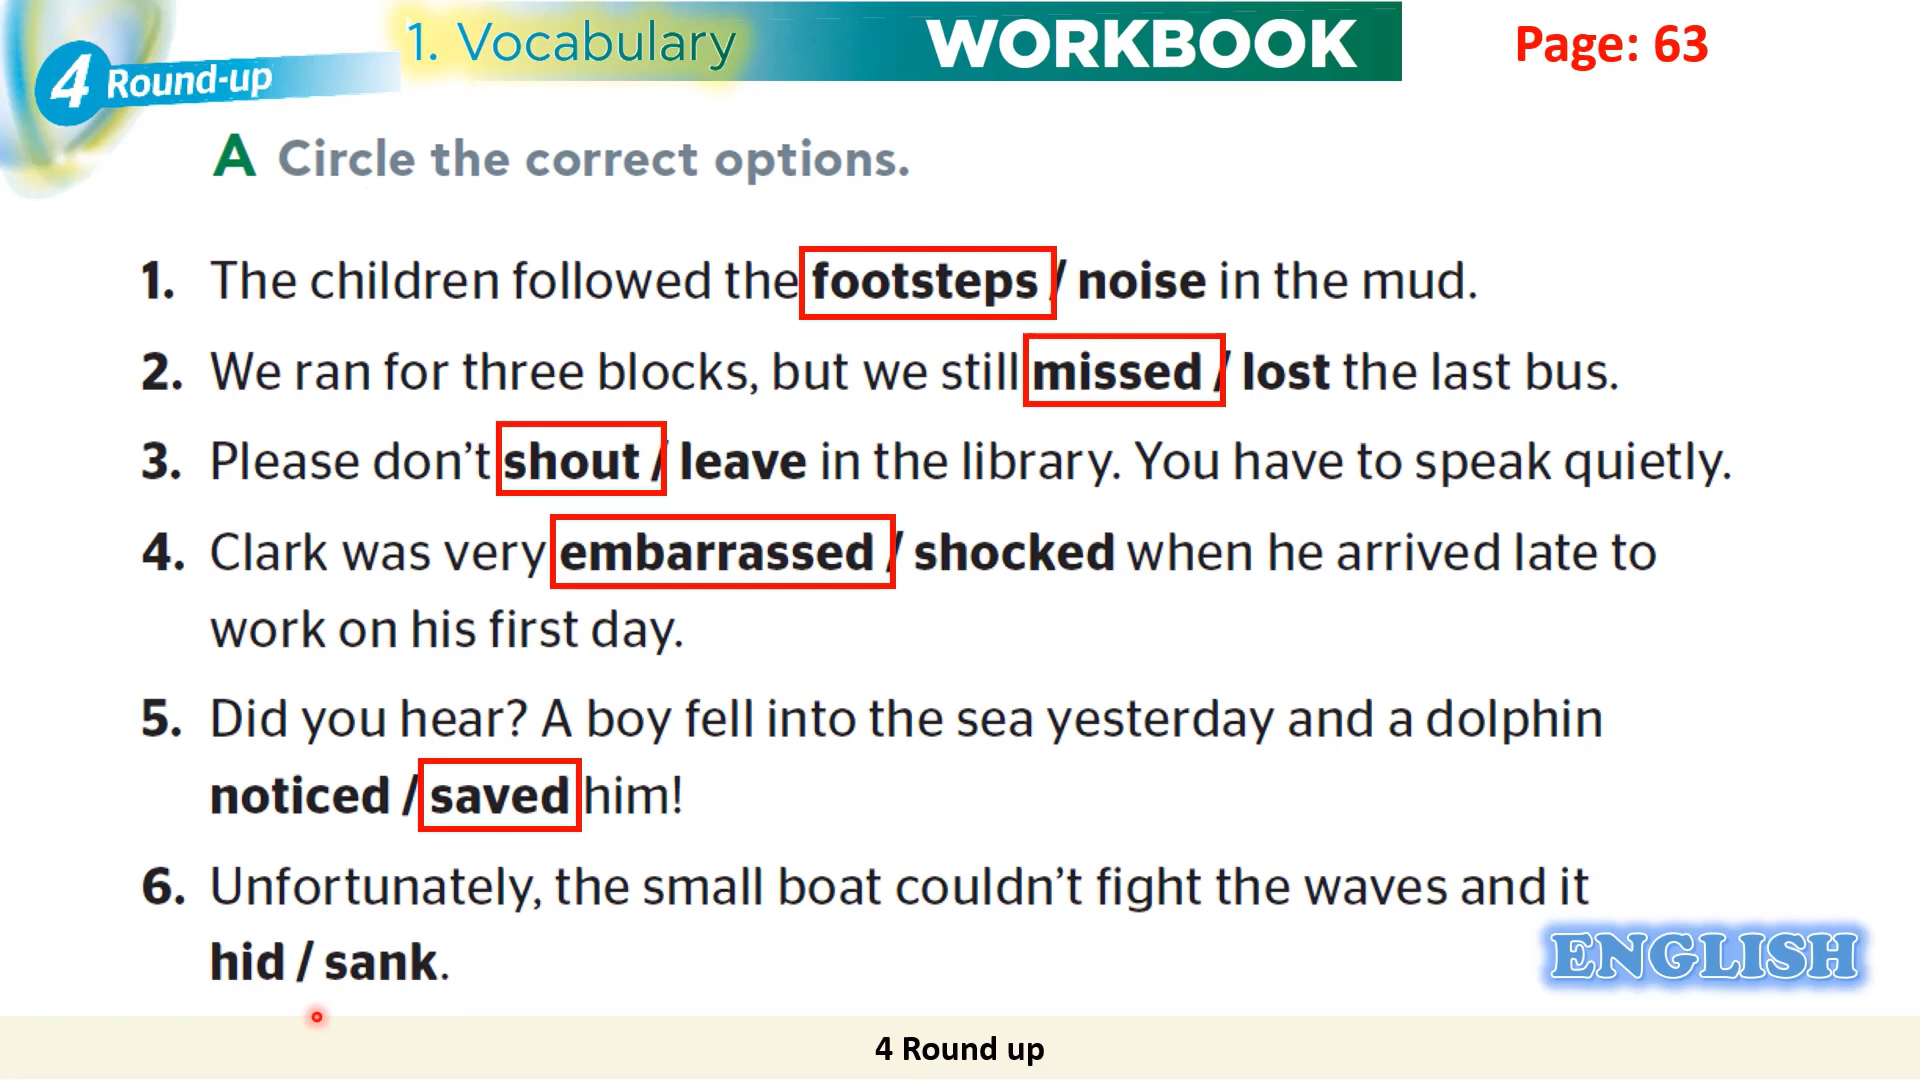 4 Round-up
1. Vocabulary
WORKBOOK
Page: 63
A Circle the correct options.
1. The children followed the footsteps / noise in the mud.
2. We ran for three blocks, but we still missed / lost the last bus.
3. Please don’t shout / leave in the library. You have to speak quietly.
4. Clark was very embarrassed / shocked when he arrived late to
work on his first day.
5. Did you hear? A boy fell into the sea yesterday and a dolphin
noticed / saved him!
6. Unfortunately, the small boat couldn’t fight the waves and it
hid / sank.
ENGLISH
4 Round up